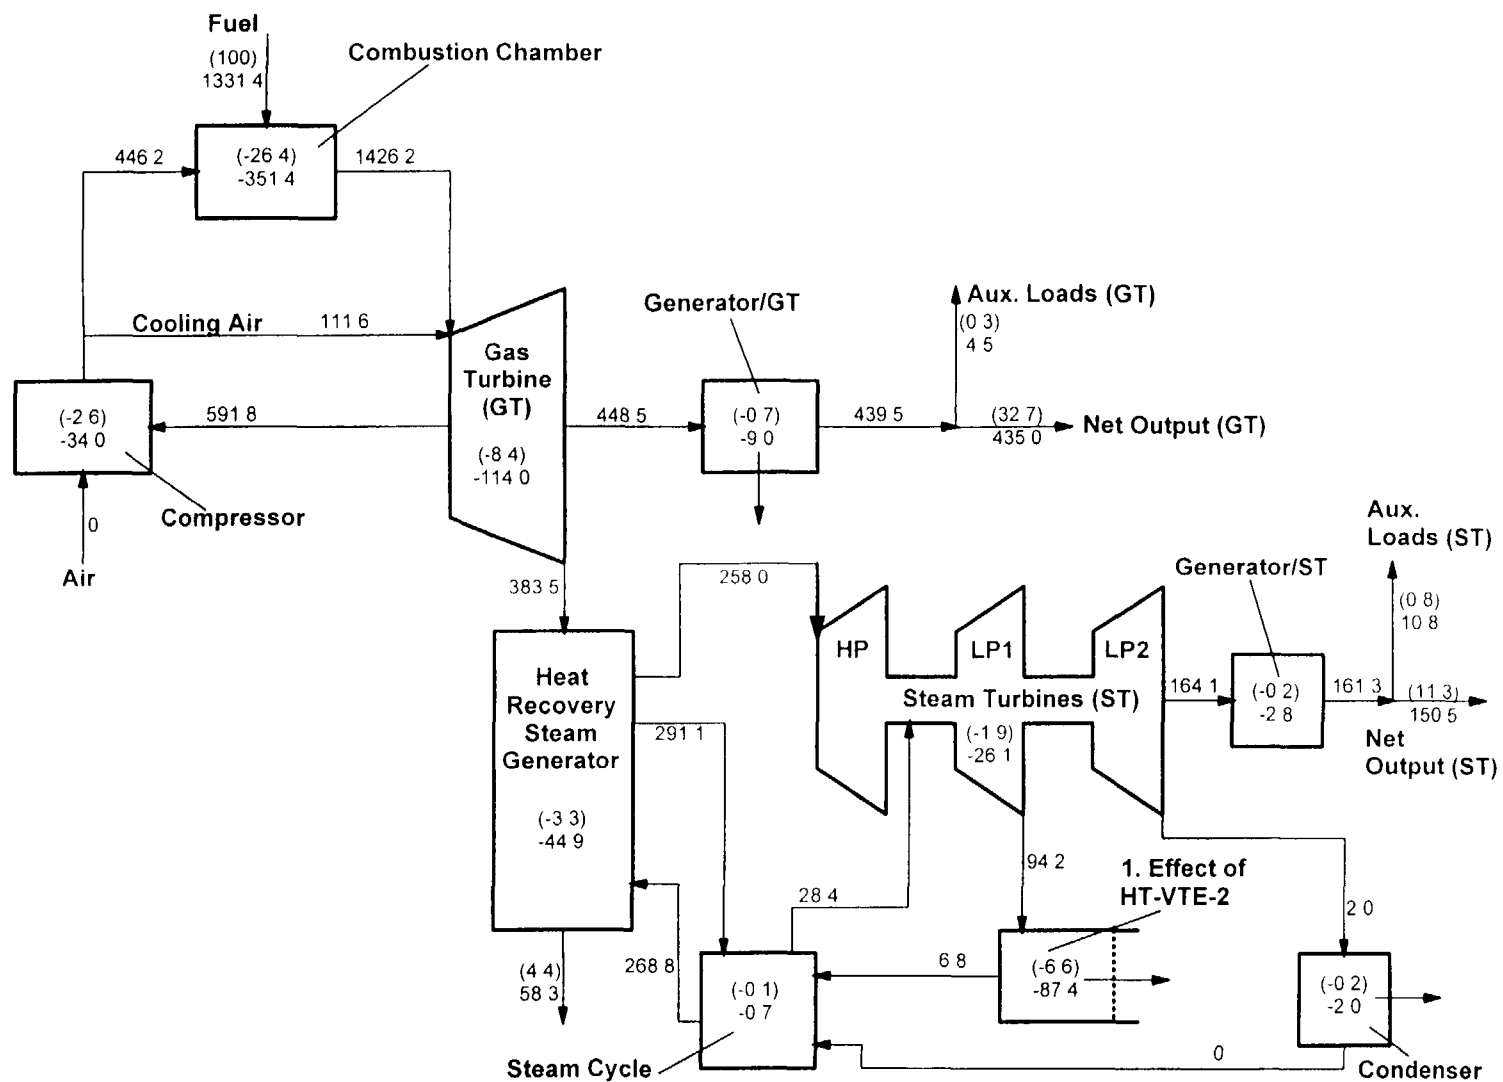 Fuel
(100)
1331 4
Combustion Chamber
446 2
(-26 4)
-351 4
1426 2
Cooling Air
111 6
Gas
Turbine
(GT)
(-8 4)
-114 0
Generator/GT
Aux. Loads (GT)
(0 3)
4 5
(-2 6)
-34 0
591 8
448 5
(-0 7)
-9 0
439 5
(32 7)
435 0
Net Output (GT)
Compressor
0
Air
383 5
258 0
Aux.
Loads (ST)
Generator/ST
(0 8)
10 8
Heat
Recovery
Steam
Generator
(-3 3)
-44 9
291 1
HP
LP1
LP2
Steam Turbines (ST)
(-1 9)
-26 1
164 1
(-0 2)
-2 8
161 3
(11 3)
150 5
Net
Output (ST)
94 2
1. Effect of
HT-VTE-2
28 4
2 0
(4 4)
58 3
268 8
(-0 1)
-0 7
6 8
(-6 6)
-87 4
(-0 2)
-2 0
Steam Cycle
0
Condenser